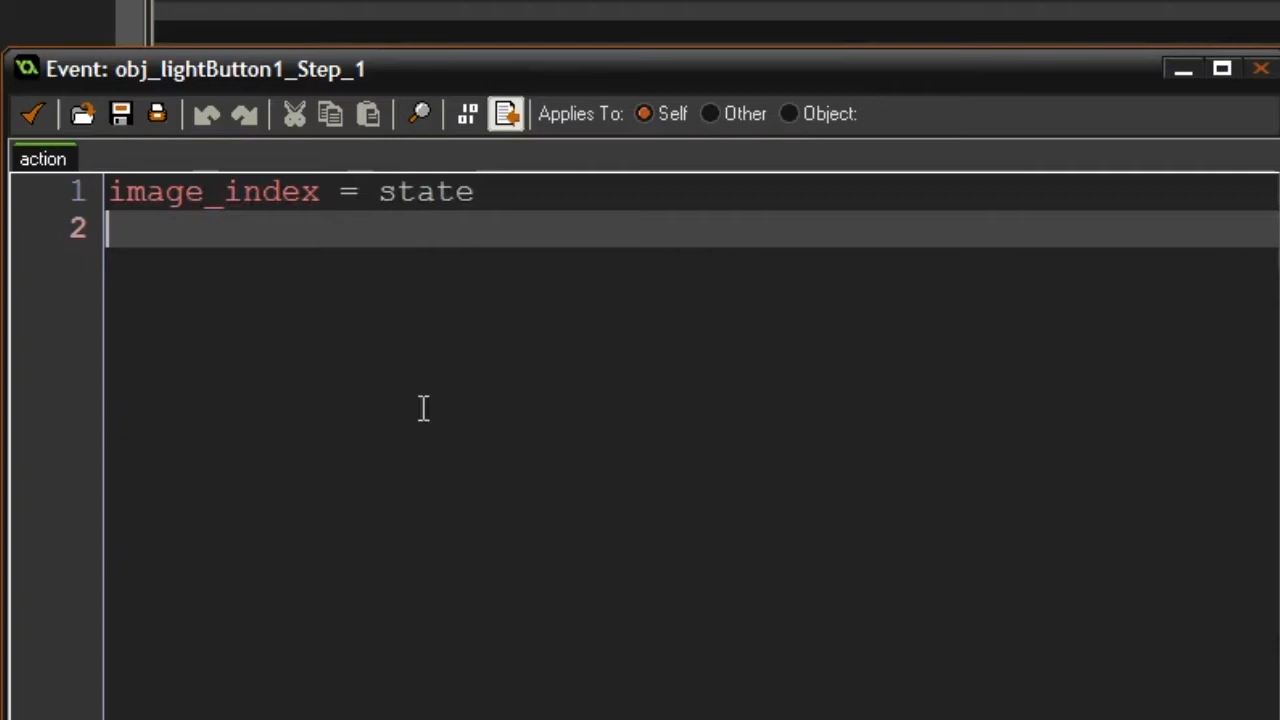 Event: obj_lightButton1_Step_1
Applies To: Self Other Object:
action
1 image_index = state
2